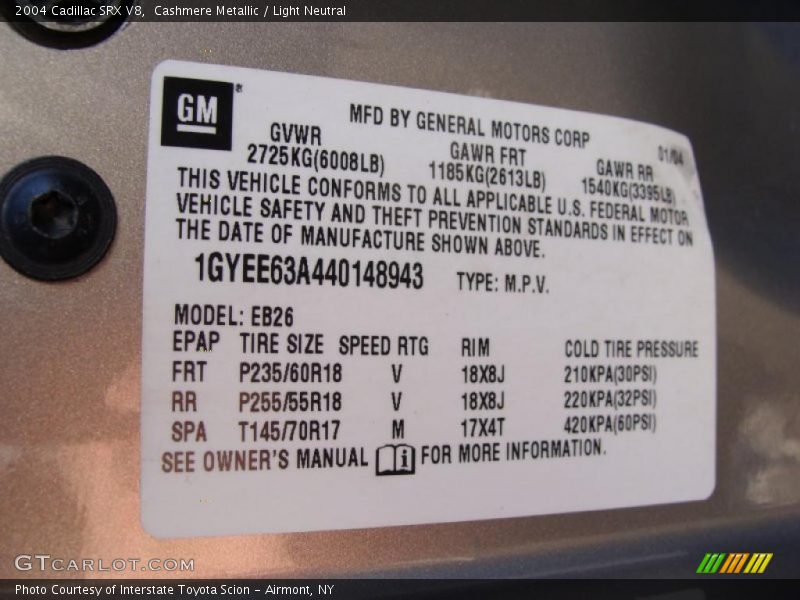 2004 Cadillac SRX V8, Cashmere Metallic / Light Neutral
GM
MFD BY GENERAL MOTORS CORP 01/04
GVWR GAWR FRT GAWR RR
2725KG(6008LB) 1185KG(2613LB) 1540KG(3395LB)
THIS VEHICLE CONFORMS TO ALL APPLICABLE U.S. FEDERAL MOTOR
VEHICLE SAFETY AND THEFT PREVENTION STANDARDS IN EFFECT ON
THE DATE OF MANUFACTURE SHOWN ABOVE.
1GYEE63A440148943 TYPE: M.P.V.
MODEL: EB26
EPAP TIRE SIZE SPEED RTG RIM COLD TIRE PRESSURE
FRT P235/60R18 V 18X8J 210KPA(30PSI)
RR P255/55R18 V 18X8J 220KPA(32PSI)
SPA T145/70R17 M 17X4T 420KPA(60PSI)
SEE OWNER'S MANUAL i FOR MORE INFORMATION.
GTCARCOT.COM
Photo Courtesy of Interstate Toyota Scion - Airmont, NY